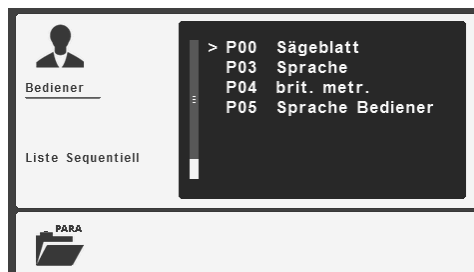 Bediener
Liste Sequentiell
> P00 Sägeblatt
P03 Sprache
P04 brit. metr.
P05 Sprache Bediener
PARA